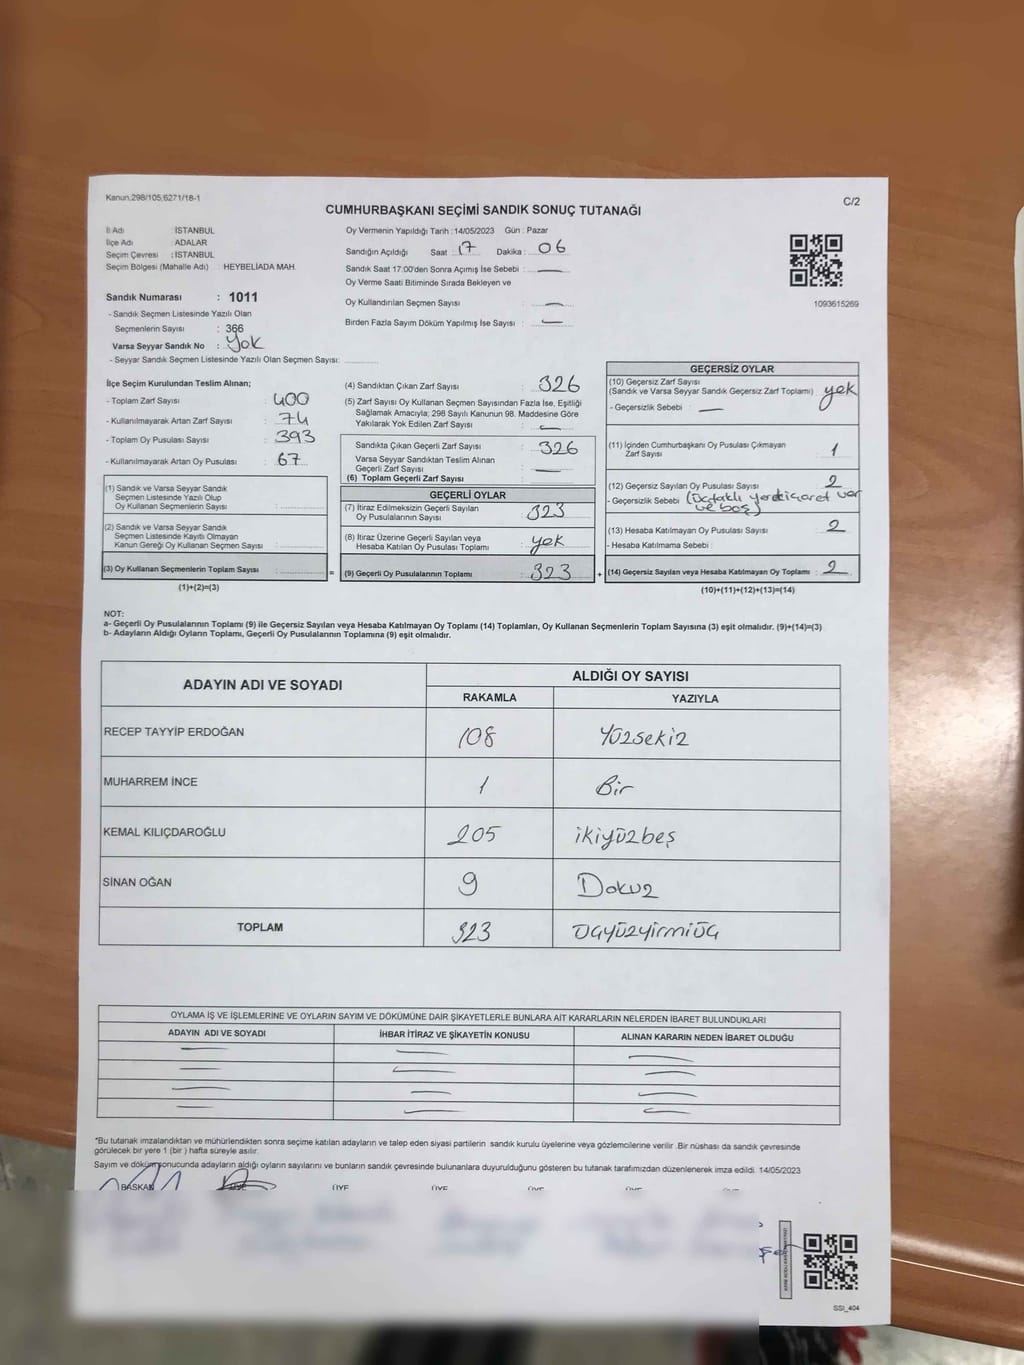 Kanun.298/105,6271/18-1
C/2
CUMHURBAŞKANI SEÇİMİ SANDIK SONUÇ TUTANAĞI
İl Adı : İSTANBUL
İlçe Adı : ADALAR
Seçim Çevresi : İSTANBUL
Seçim Bölgesi (Mahalle Adı) : HEYBELİADA MAH.
Sandık Numarası : 1011
- Sandık Seçmen Listesinde Yazılı Olan
Seçmenlerin Sayısı : 366
Varsa Seyyar Sandık No : Yok
- Seyyar Sandık Seçmen Listesinde Yazılı Olan Seçmen Sayısı:
Oy Vermenin Yapıldığı Tarih : 14/05/2023 Gün : Pazar
Sandığın Açıldığı Saat : 17 Dakika : 06
Sandık Saat 17:00'den Sonra Açımış İse Sebebi : —
Oy Verme Saati Bitiminde Sırada Bekleyen ve
Oy Kullandırılan Seçmen Sayısı : —
Birden Fazla Sayım Döküm Yapılmış İse Sayısı : —
1093615269
İlçe Seçim Kurulundan Teslim Alınan;
- Toplam Zarf Sayısı : 400
- Kullanılmayarak Artan Zarf Sayısı : 74
- Toplam Oy Pusulası Sayısı : 393
- Kullanılmayarak Artan Oy Pusulası : 67
(1) Sandık ve Varsa Seyyar Sandık
Seçmen Listesinde Yazılı Olup
Oy Kullanan Seçmenlerin Sayısı :
(2) Sandık ve Varsa Seyyar Sandık
Seçmen Listesinde Kayıtlı Olmayan
Kanun Gereği Oy Kullanan Seçmen Sayısı :
(3) Oy Kullanan Seçmenlerin Toplam Sayısı :
(1)+(2)=(3)
(4) Sandıktan Çıkan Zarf Sayısı : 326
(5) Zarf Sayısı Oy Kullanan Seçmen Sayısından Fazla İse, Eşitliği
Sağlamak Amacıyla; 298 Sayılı Kanunun 98. Maddesine Göre
Yakılarak Yok Edilen Zarf Sayısı : —
Sandıkta Çıkan Geçerli Zarf Sayısı : 326
Varsa Seyyar Sandıktan Teslim Alınan
Geçerli Zarf Sayısı : —
(6) Toplam Geçerli Zarf Sayısı :
GEÇERLİ OYLAR
(7) İtiraz Edilmeksizin Geçerli Sayılan
Oy Pusulalarının Sayısı : 323
(8) İtiraz Üzerine Geçerli Sayılan veya
Hesaba Katılan Oy Pusulası Toplamı : yok
= (9) Geçerli Oy Pusulalarının Toplamı : 323 +
GEÇERSİZ OYLAR
(10) Geçersiz Zarf Sayısı
(Sandık ve Varsa Seyyar Sandık Geçersiz Zarf Toplamı) : yok
- Geçersizlik Sebebi : —
(11) İçinden Cumhurbaşkanı Oy Pusulası Çıkmayan
Zarf Sayısı : 1
(12) Geçersiz Sayılan Oy Pusulası Sayısı : 2
- Geçersizlik Sebebi : var
ve boş)
(13) Hesaba Katılmayan Oy Pusulası Sayısı : 2
- Hesaba Katılmama Sebebi :
(14) Geçersiz Sayılan veya Hesaba Katılmayan Oy Toplamı : 2
(10)+(11)+(12)+(13)=(14)
NOT:
a- Geçerli Oy Pusulalarının Toplamı (9) ile Geçersiz Sayılan veya Hesaba Katılmayan Oy Toplamı (14) Toplamları, Oy Kullanan Seçmenlerin Toplam Sayısına (3) eşit olmalıdır. (9)+(14)=(3)
b- Adayların Aldığı Oyların Toplamı, Geçerli Oy Pusulalarının Toplamına (9) eşit olmalıdır.
ADAYIN ADI VE SOYADI ALDIĞI OY SAYISI
RAKAMLA YAZIYLA
RECEP TAYYİP ERDOĞAN 108 Yüzsekiz
MUHARREM İNCE 1 Bir
KEMAL KILIÇDAROĞLU 205 ikiyüzbeş
SİNAN OĞAN 9 Dokuz
TOPLAM 323 üçyüzyirmiüç
OYLAMA İŞ VE İŞLEMLERİNE VE OYLARIN SAYIM VE DÖKÜMÜNE DAİR ŞİKAYETLERLE BUNLARA AİT KARARLARIN NELERDEN İBARET BULUNDUKLARI
ADAYIN ADI VE SOYADI İHBAR İTİRAZ VE ŞİKAYETİN KONUSU ALINAN KARARIN NEDEN İBARET OLDUĞU
*Bu tutanak imzalandıktan ve mühürlendikten sonra seçime katılan adayların ve talep eden siyasi partilerin sandık kurulu üyelerine veya gözlemcilerine verilir. Bir nüshası da sandık çevresinde
görülecek bir yere 1 (bir ) hafta süreyle asılır.
Sayım ve döküm sonucunda adayların aldığı oyların sayılarını ve bunların sandık çevresinde bulunanlara duyurulduğunu gösteren bu tutanak tarafımızdan düzenlenerek imza edildi. 14/05/2023
BAŞKAN ÜYE ÜYE ÜYE ÜYE ÜYE ÜYE
SSİ_404